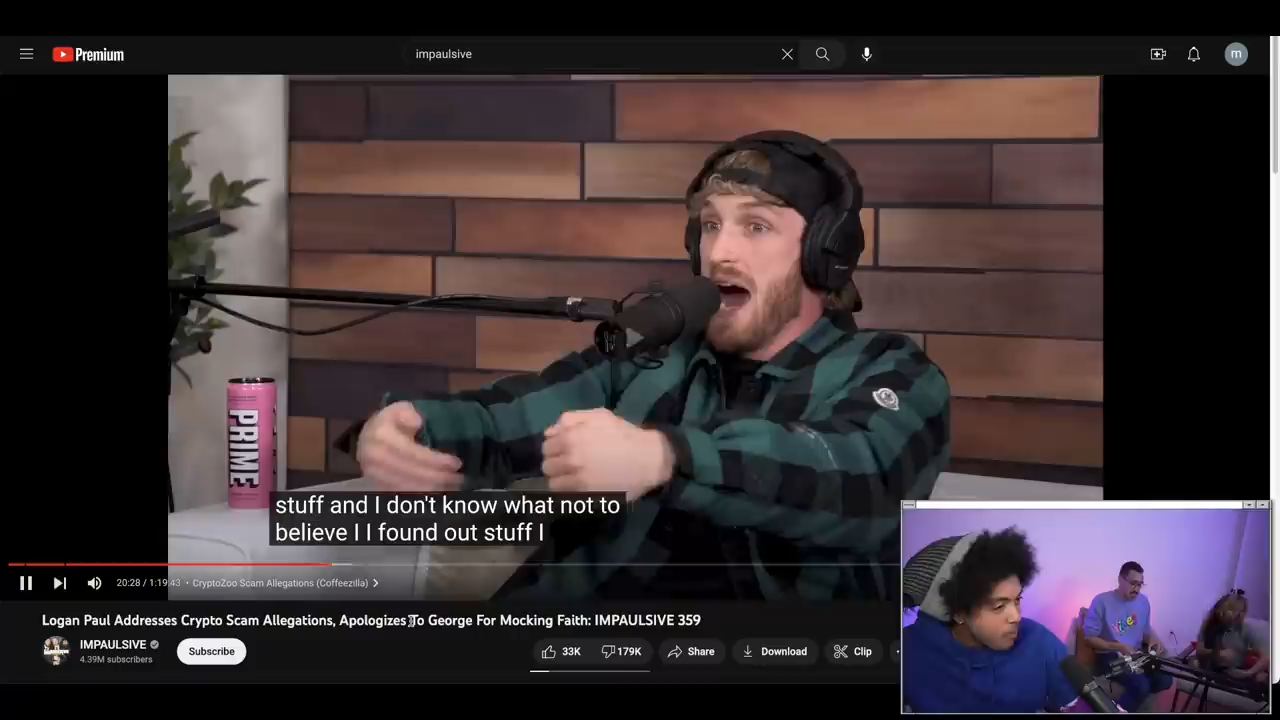 Premium
impaulsive
m
PRIME
stuff and I don't know what not to
believe I I found out stuff I
20:28 / 1:19:43 • CryptoZoo Scam Allegations (Coffeezilla)
Logan Paul Addresses Crypto Scam Allegations, Apologizes To George For Mocking Faith: IMPAULSIVE 359
IMPAULSIVE
4.39M subscribers
Subscribe
33K
179K
Share
Download
Clip